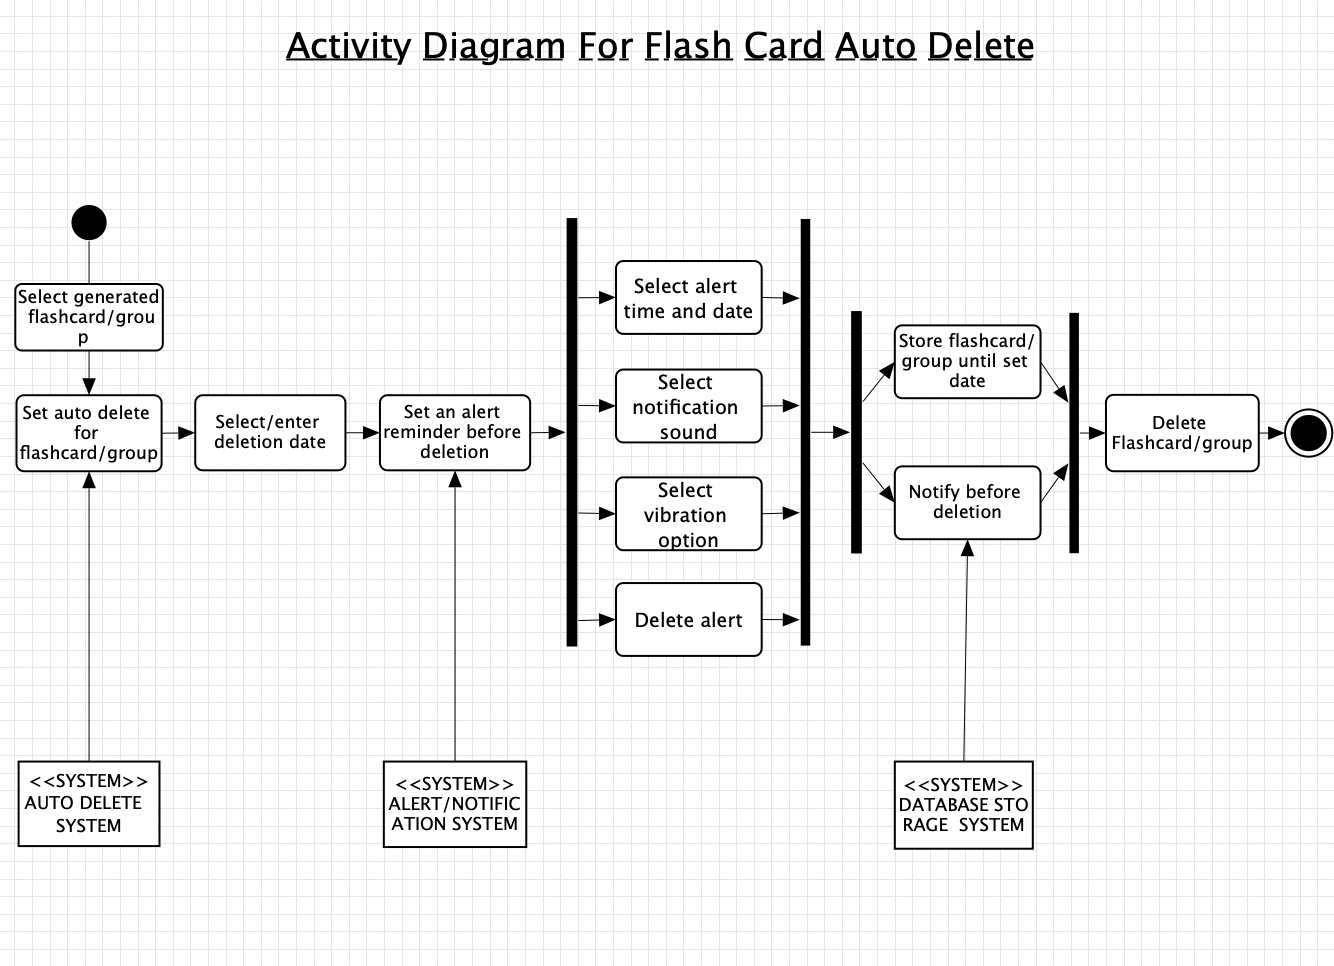 Activity Diagram For Flash Card Auto Delete
Select generated
flashcard/grou
p
Set auto delete
for
flashcard/group
Select/enter
deletion date
Set an alert
reminder before
deletion
Select alert
time and date
Select
notification
sound
Select
vibration
option
Delete alert
Store flashcard/
group until set
date
Notify before
deletion
Delete
Flashcard/group
<<SYSTEM>>
AUTO DELETE
SYSTEM
<<SYSTEM>>
ALERT/NOTIFIC
ATION SYSTEM
<<SYSTEM>>
DATABASE STO
RAGE SYSTEM